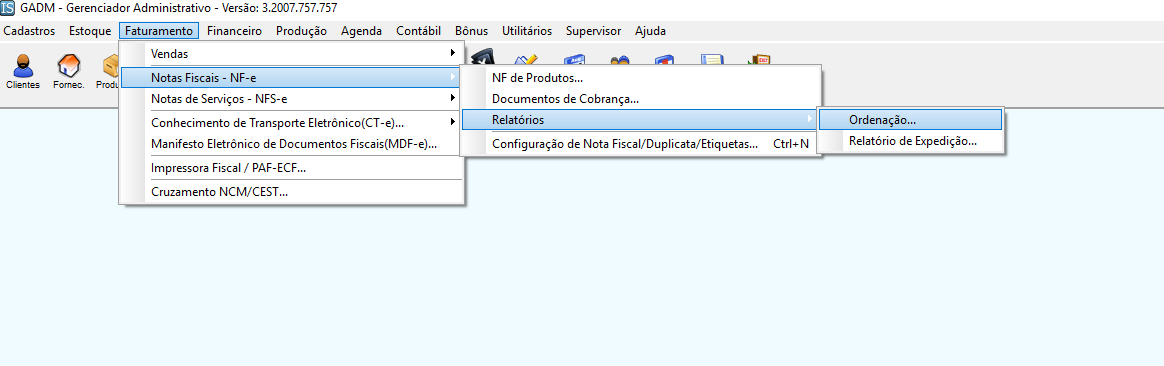 IS GADM - Gerenciador Administrativo - Versão: 3.2007.757.757
Cadastros Estoque Faturamento Financeiro Produção Agenda Contábil Bônus Utilitários Supervisor Ajuda
Clientes Fornec.
Vendas
Notas Fiscais - NF-e
Notas de Serviços - NFS-e
Conhecimento de Transporte Eletrônico(CT-e)...
Manifesto Eletrônico de Documentos Fiscais(MDF-e)...
Impressora Fiscal / PAF-ECF...
Cruzamento NCM/CEST...
NF de Produtos...
Documentos de Cobrança...
Relatórios
Configuração de Nota Fiscal/Duplicata/Etiquetas... Ctrl+N
Ordenação...
Relatório de Expedição...